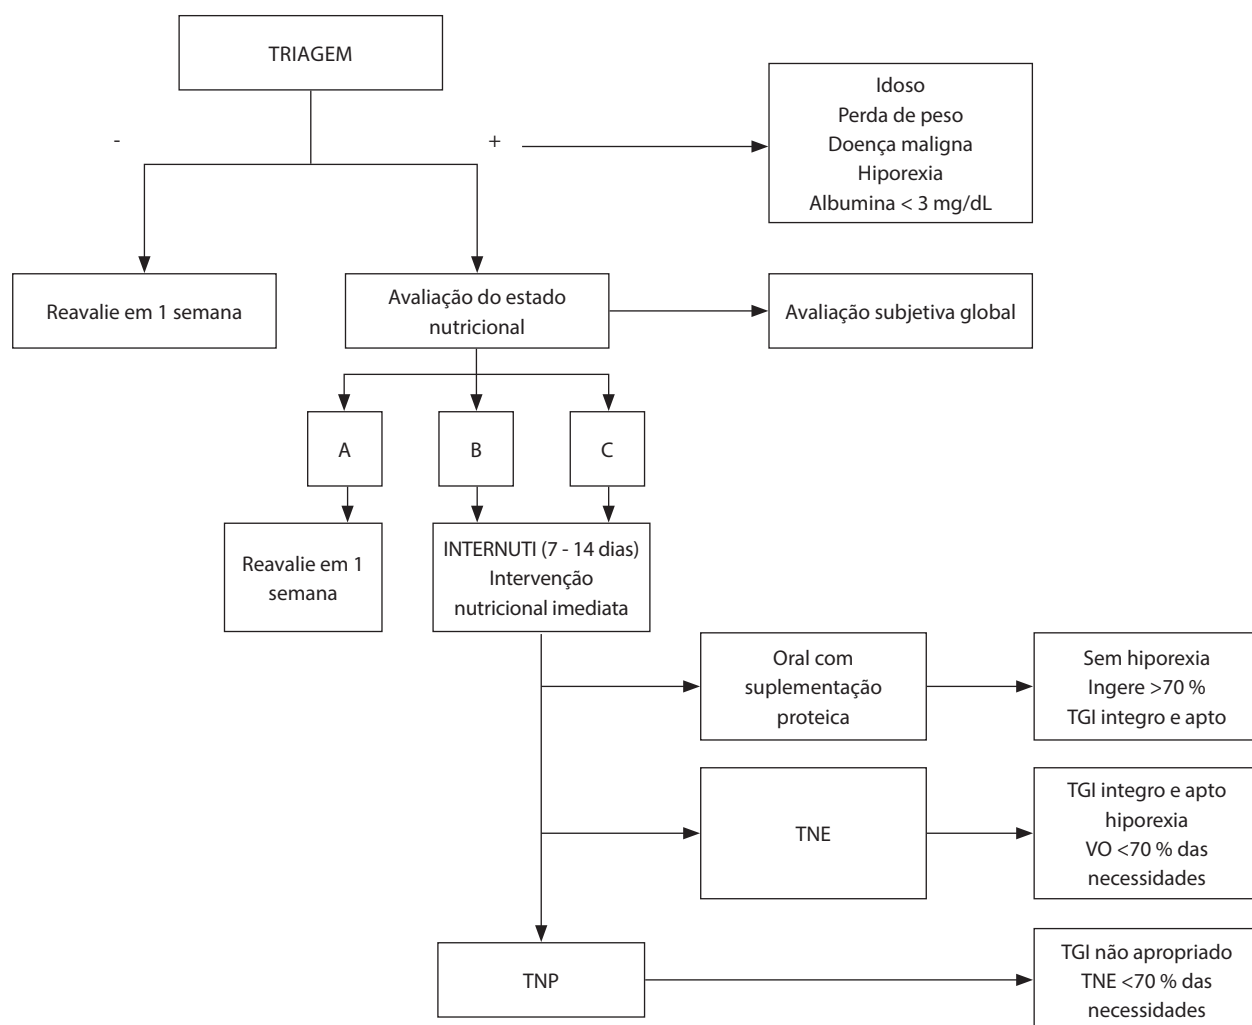 TRIAGEM
-
+
Idoso
Perda de peso
Doença maligna
Hiporexia
Albumina < 3 mg/dL
Reavalie em 1 semana
Avaliação do estado
nutricional
Avaliação subjetiva global
A
B
C
Reavalie em 1
semana
INTERNUTI (7 - 14 dias)
Intervenção
nutricional imediata
Oral com
suplementação
proteica
Sem hiporexia
Ingere >70 %
TGI integro e apto
TNE
TGI integro e apto
hiporexia
VO <70 % das
necessidades
TNP
TGI não apropriado
TNE <70 % das
necessidades